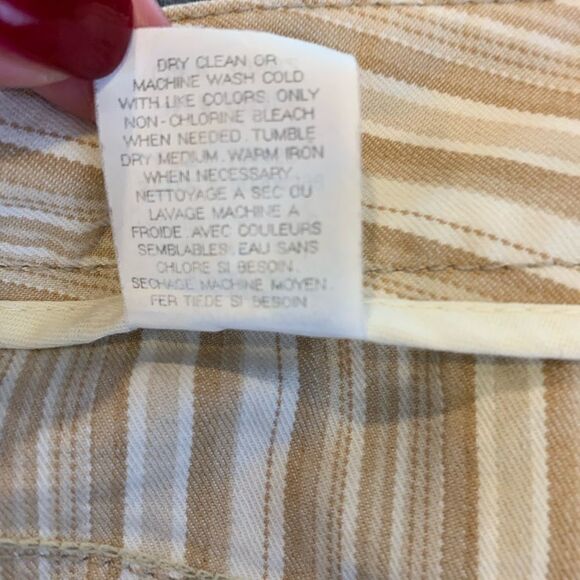 DRY CLEAN OR
MACHINE WASH COLD
WITH LIKE COLORS. ONLY
NON-CHLORINE BLEACH
WHEN NEEDED. TUMBLE
DRY MEDIUM. WARM IRON
WHEN NECESSARY.
NETTOYAGE A SEC OU
LAVAGE MACHINE A
FROIDE. AVEC COULEURS
SEMBLABLES. EAU SANS
CHLORE SI BESOIN.
SECHAGE MACHINE MOYEN.
FER TIEDE SI BESOIN